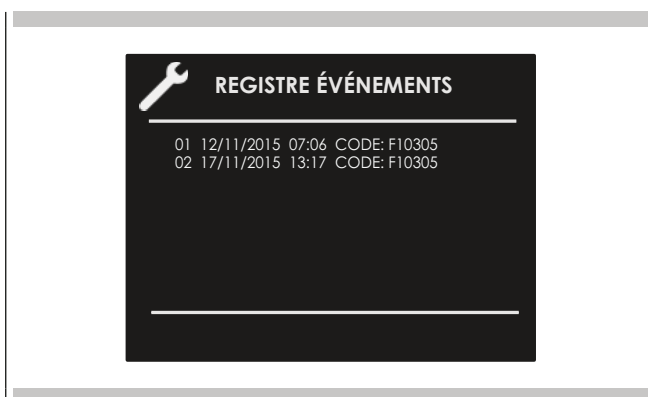 REGISTRE ÉVÉNEMENTS
01 12/11/2015 07:06 CODE: F10305
02 17/11/2015 13:17 CODE: F10305